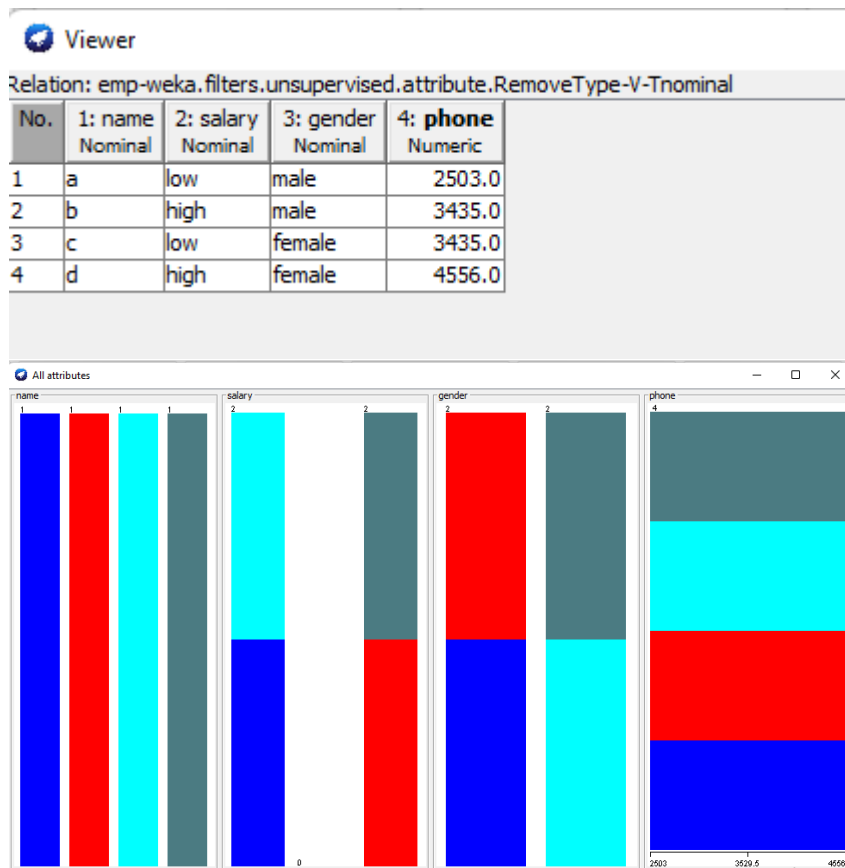 Viewer
Relation: emp-weka.filters.unsupervised.attribute.RemoveType-V-Tnominal
No. 1: name 2: salary 3: gender 4: phone
Nominal Nominal Nominal Numeric
1 a low male 2503.0
2 b high male 3435.0
3 c low female 3435.0
4 d high female 4556.0
All attributes
name salary gender phone
1 1 1 1 2 2 2 2 4
0
2503 3529.5 4556